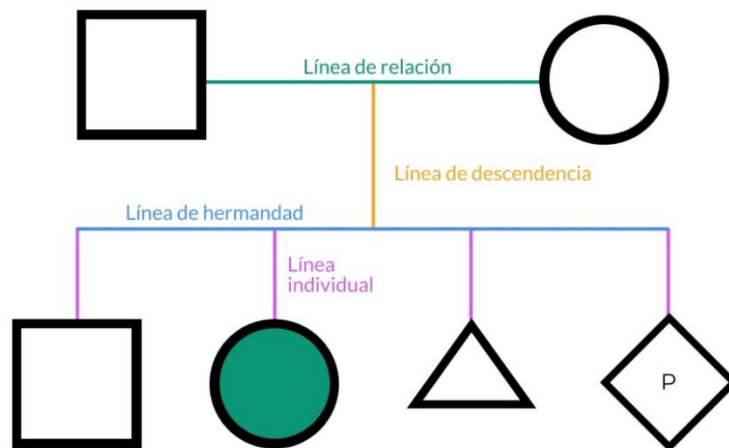 Línea de relación
Línea de descendencia
Línea de hermandad
Línea
individual
P